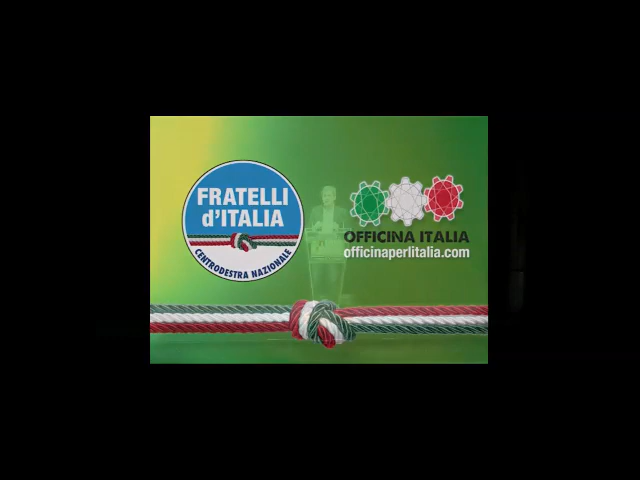 FRATELLI
d'ITALIA
CENTRODESTRA NAZIONALE
OFFICINA ITALIA
officinaperlitalia.com